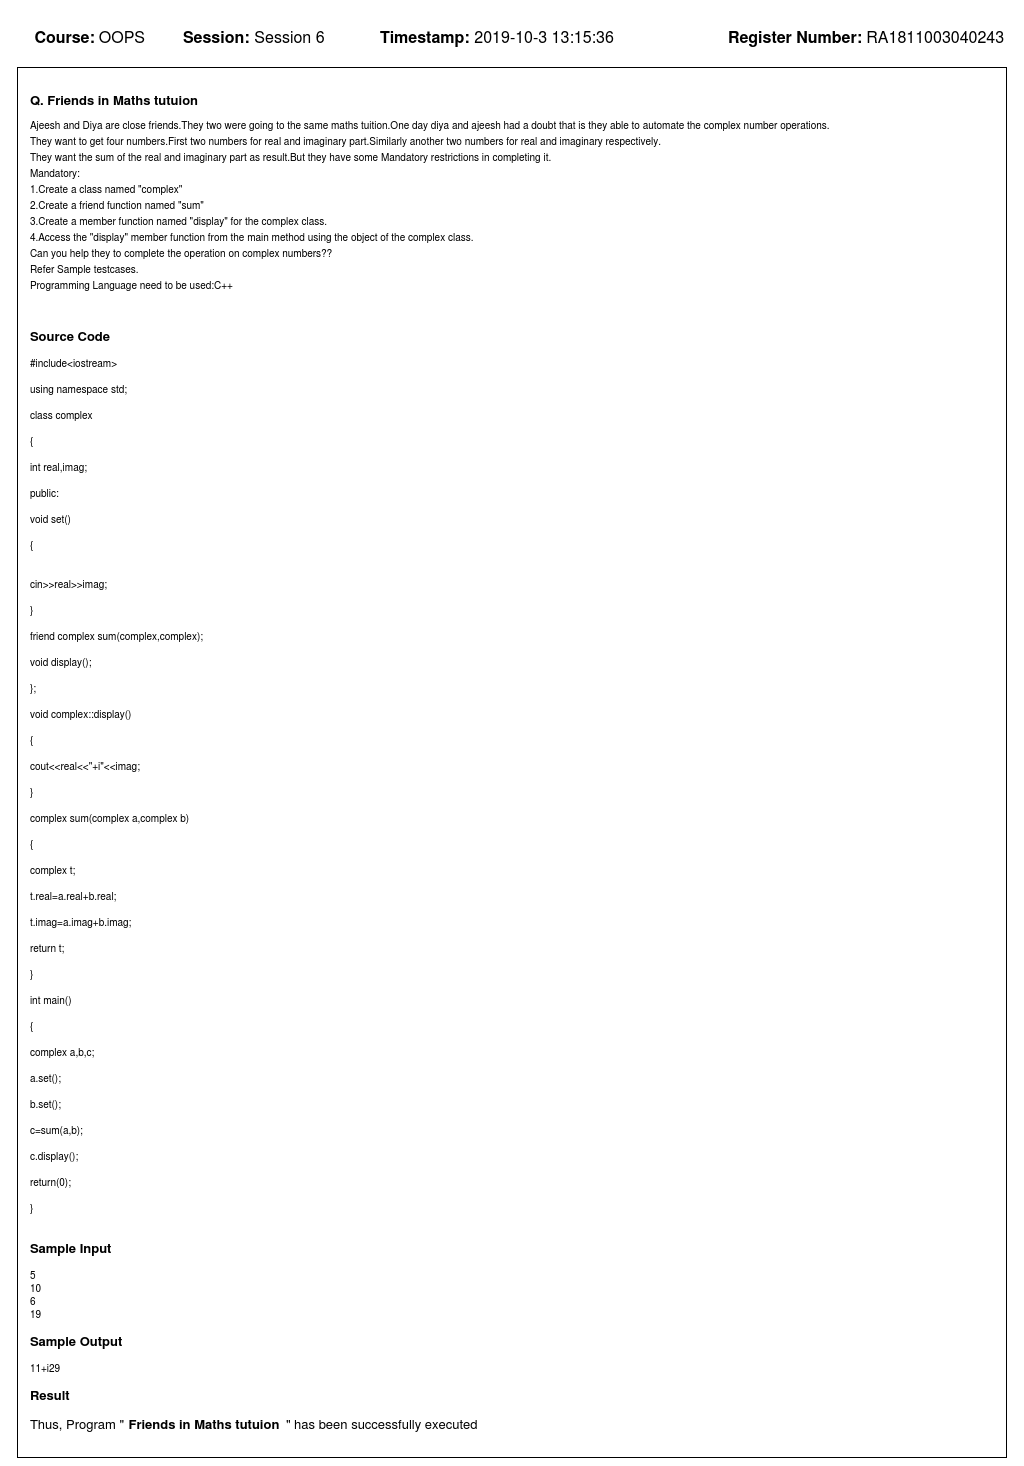 Course: OOPS Session: Session 6 Timestamp: 2019-10-3 13:15:36 Register Number: RA1811003040243
Q. Friends in Maths tutuion
Ajeesh and Diya are close friends.They two were going to the same maths tuition.One day diya and ajeesh had a doubt that is they able to automate the complex number operations.
They want to get four numbers.First two numbers for real and imaginary part.Similarly another two numbers for real and imaginary respectively.
They want the sum of the real and imaginary part as result.But they have some Mandatory restrictions in completing it.
Mandatory:
1.Create a class named "complex"
2.Create a friend function named "sum"
3.Create a member function named "display" for the complex class.
4.Access the "display" member function from the main method using the object of the complex class.
Can you help they to complete the operation on complex numbers??
Refer Sample testcases.
Programming Language need to be used:C++
Source Code
#include<iostream>
using namespace std;
class complex
{
int real,imag;
public:
void set()
{
cin>>real>>imag;
}
friend complex sum(complex,complex);
void display();
};
void complex::display()
{
cout<<real<<"+i"<<imag;
}
complex sum(complex a,complex b)
{
complex t;
t.real=a.real+b.real;
t.imag=a.imag+b.imag;
return t;
}
int main()
{
complex a,b,c;
a.set();
b.set();
c=sum(a,b);
c.display();
return(0);
}
Sample Input
5
10
6
19
Sample Output
11+i29
Result
Thus, Program " Friends in Maths tutuion " has been successfully executed